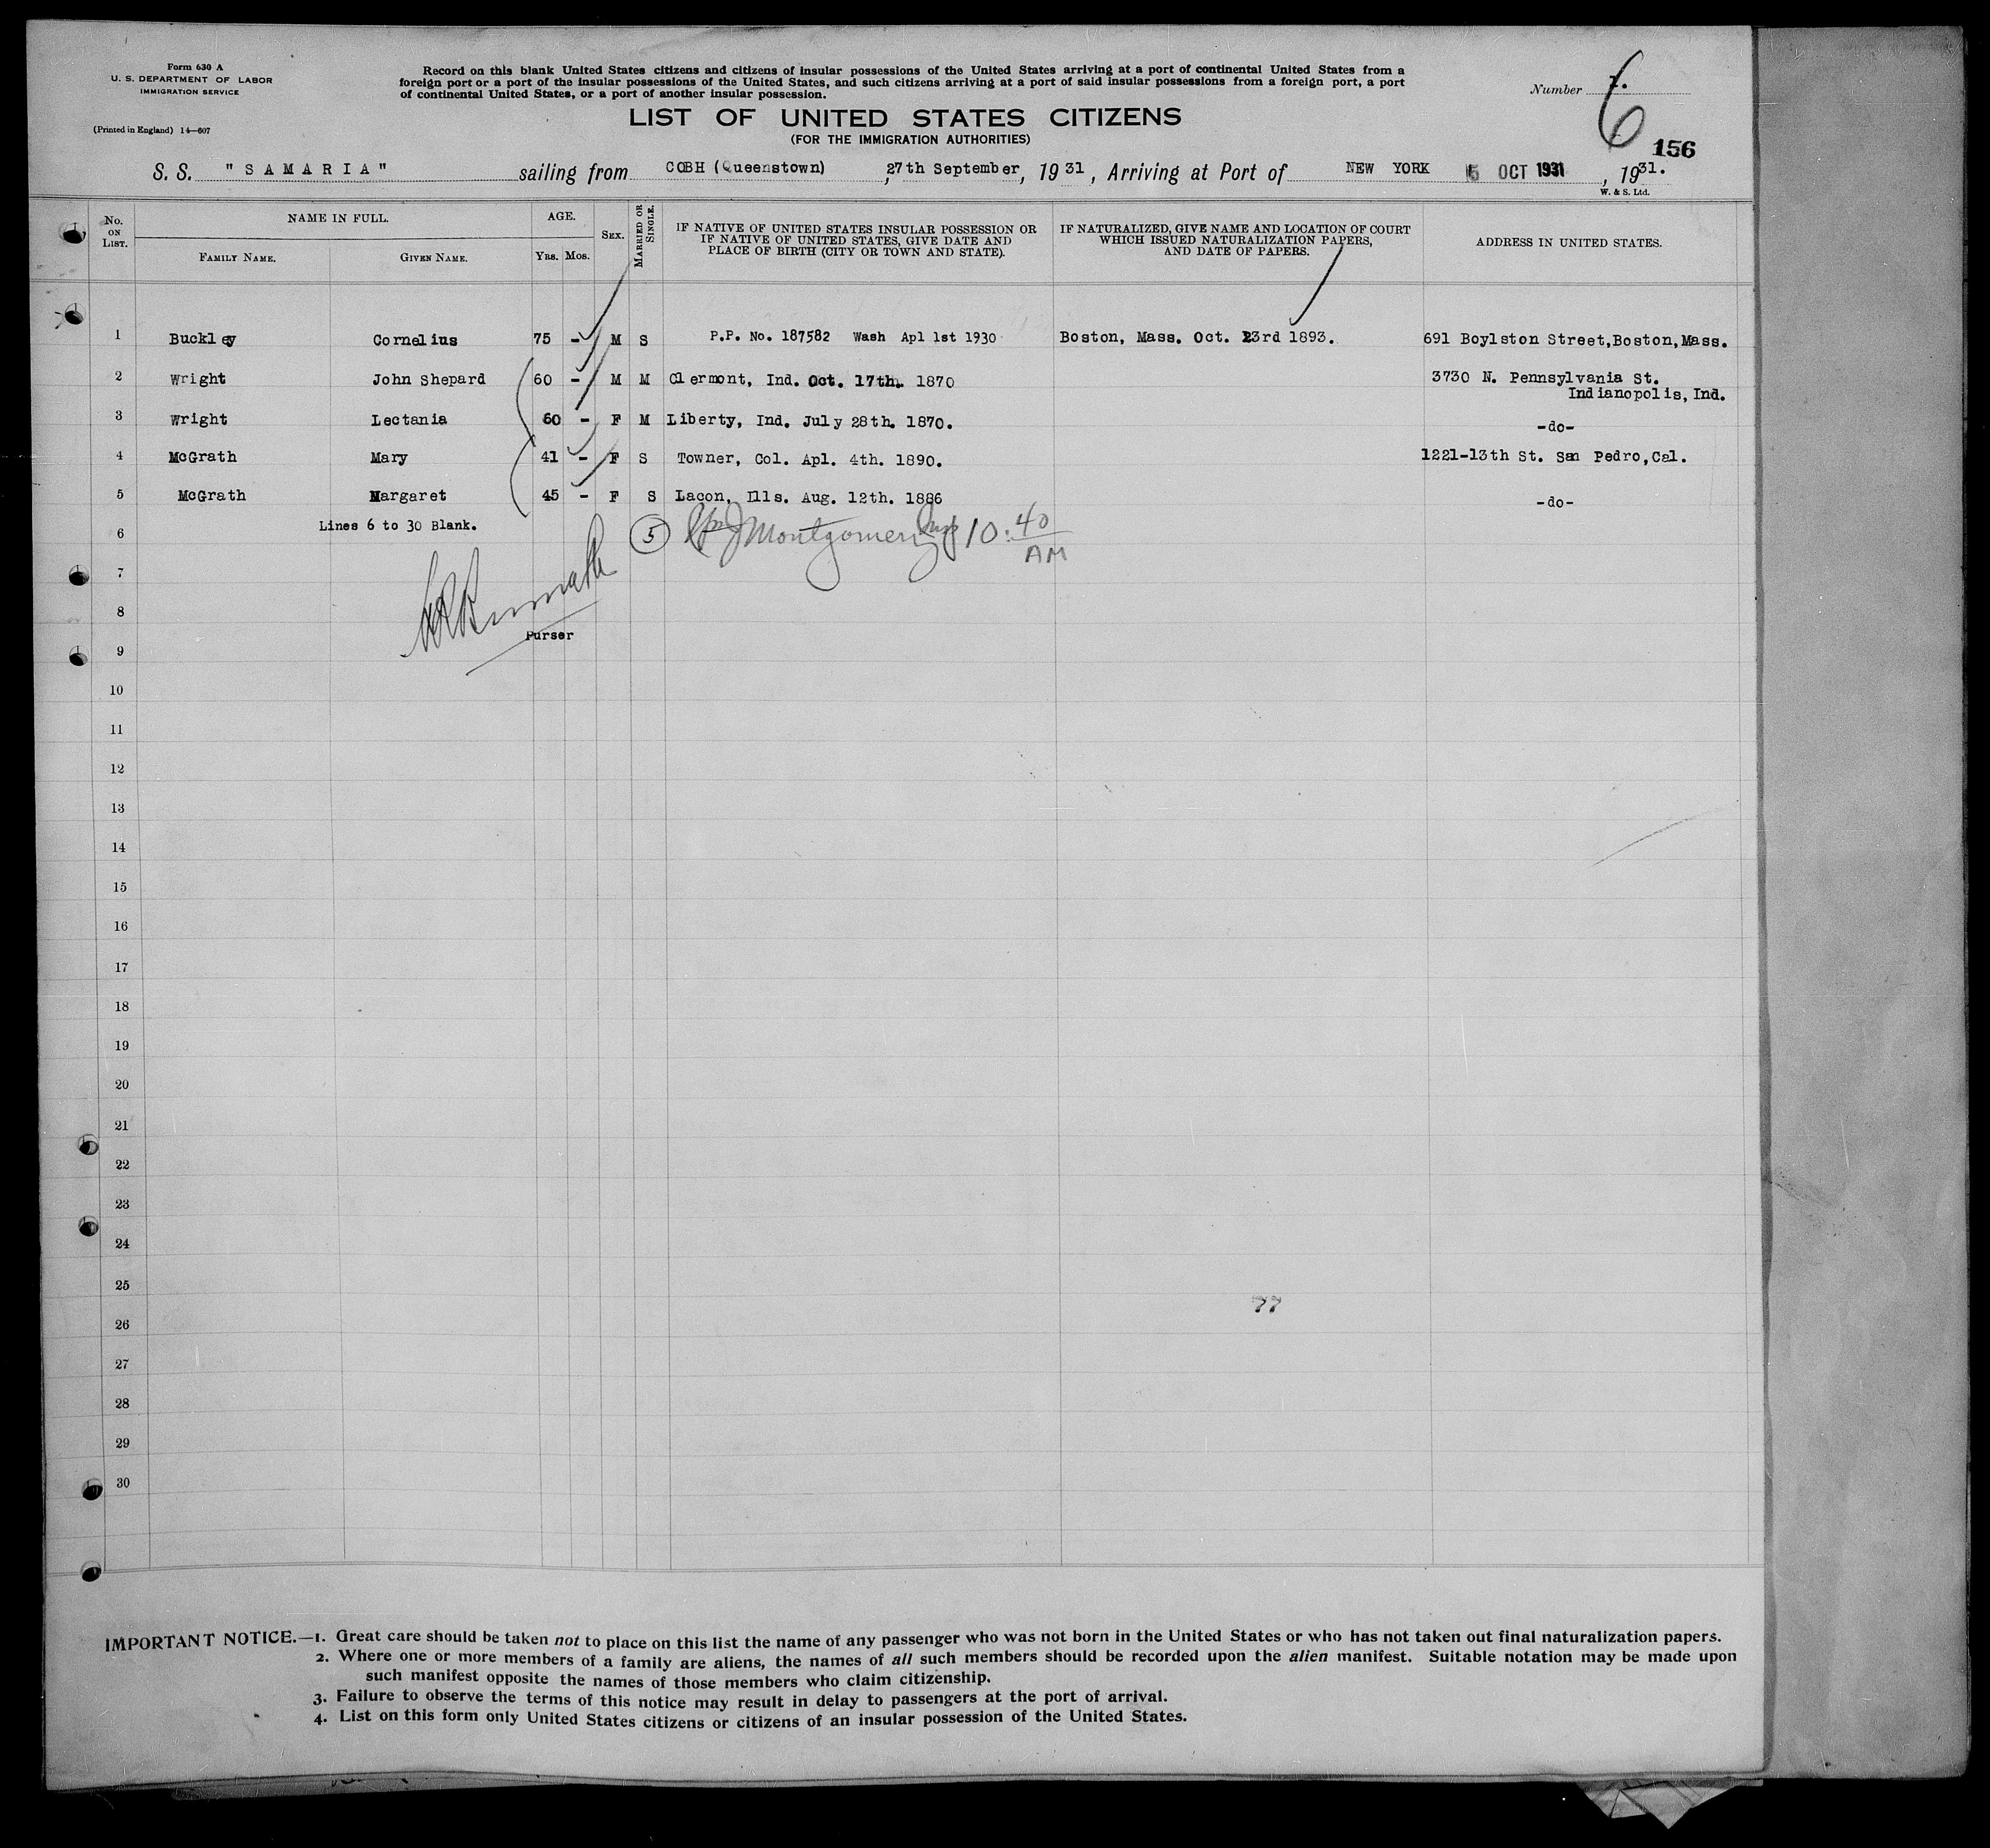 Form 630 A
U. S. DEPARTMENT OF LABOR
IMMIGRATION SERVICE
(Printed in England) 14—607
Record on this blank United States citizens and citizens of insular possessions of the United States arriving at a port of continental United States from a
foreign port or a port of the insular possessions of the United States, and such citizens arriving at a port of said insular possessions from a foreign port, a port
of continental United States, or a port of another insular possession.
Number
6
156
LIST OF UNITED STATES CITIZENS
(FOR THE IMMIGRATION AUTHORITIES)
S. S. "SAMARIA" sailing from COBH (Queenstown) 27th September, 19 31, Arriving at Port of NEW YORK 5 OCT 1931, 19 31.
W. & S. Ltd.
No. ON LIST. NAME IN FULL. FAMILY NAME. GIVEN NAME. AGE. YRS. MOS. SEX. MARRIED OR SINGLE. IF NATIVE OF UNITED STATES INSULAR POSSESSION OR IF NATIVE OF UNITED STATES, GIVE DATE AND PLACE OF BIRTH (CITY OR TOWN AND STATE). IF NATURALIZED, GIVE NAME AND LOCATION OF COURT WHICH ISSUED NATURALIZATION PAPERS, AND DATE OF PAPERS. ADDRESS IN UNITED STATES.
1 Buckley Cornelius 75 - M S P.P. No. 187582 Wash Apl 1st 1930 Boston, Mass. Oct. 23rd 1893. 691 Boylston Street,Boston,Mass.
2 Wright John Shepard 60 - M M Clermont, Ind. Oct. 17th. 1870 3730 N. Pennsylvania St.
Indianopolis, Ind.
3 Wright Lectania 60 - F M Liberty, Ind. July 28th. 1870. -do-
4 McGrath Mary 41 - F S Towner, Col. Apl. 4th. 1890. 1221-13th St. San Pedro,Cal.
5 McGrath Margaret 45 - F S Lacon, Ills. Aug. 12th. 1886 -do-
6 Lines 6 to 30 Blank. 5 Montgomery 10:40 AM
7
8
Purser
9
10
11
12
13
14
15
16
17
18
19
20
21
22
23
24
25
77
26
27
28
29
30
IMPORTANT NOTICE.—1. Great care should be taken not to place on this list the name of any passenger who was not born in the United States or who has not taken out final naturalization papers.
2. Where one or more members of a family are aliens, the names of all such members should be recorded upon the alien manifest. Suitable notation may be made upon
such manifest opposite the names of those members who claim citizenship.
3. Failure to observe the terms of this notice may result in delay to passengers at the port of arrival.
4. List on this form only United States citizens or citizens of an insular possession of the United States.